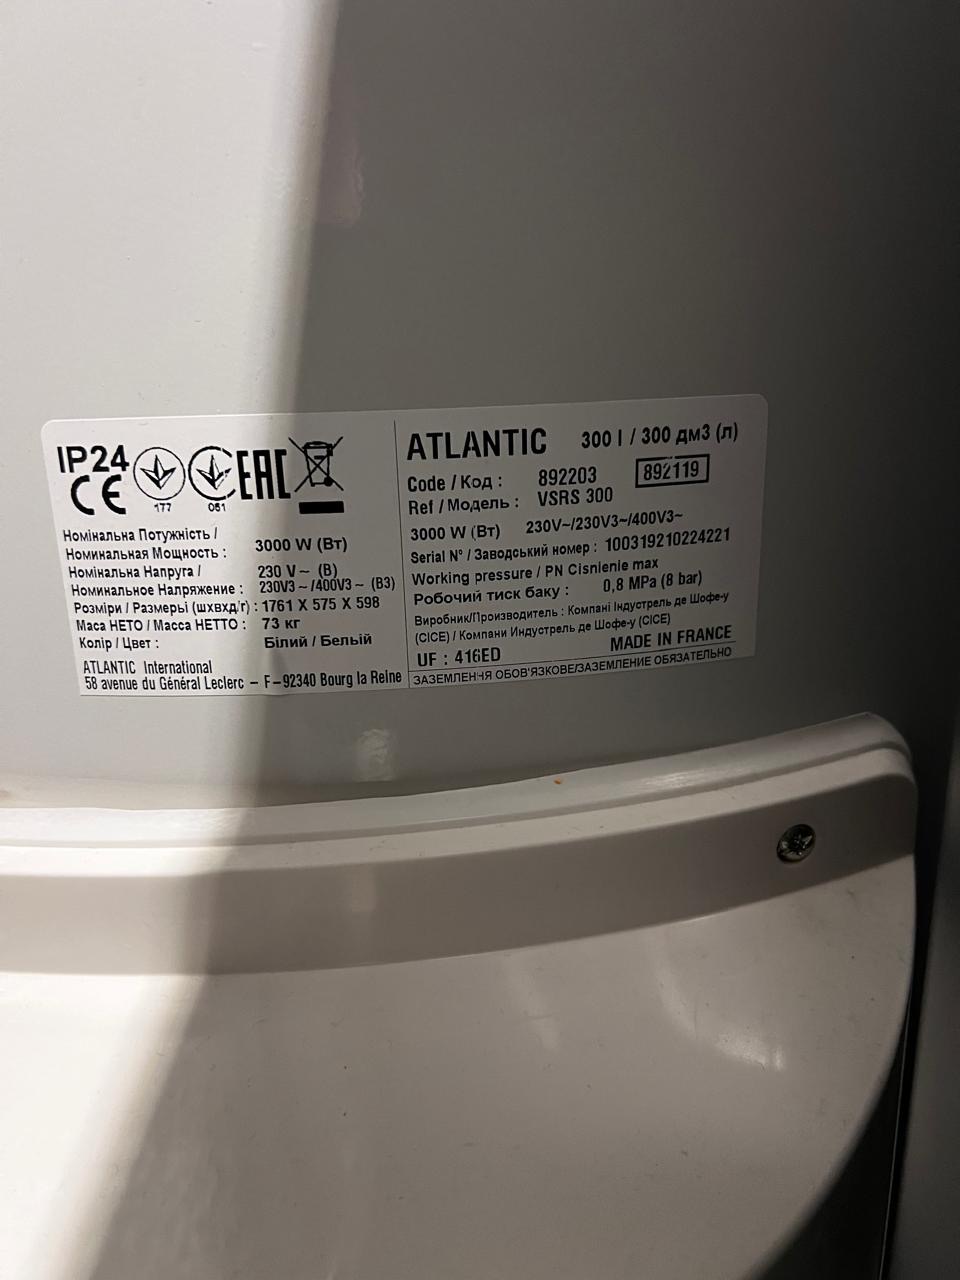 IP24
CE
177
061
EAC
Номінальна Потужність /
Номинальная Мощность : 3000 W (Вт)
Номінальна Напруга / 230 V~ (В)
Номинальное Напряжение : 230V3~/400V3~ (В3)
Розміри / Размеры (шxвxд/г) : 1761 X 575 X 598
Маса НЕТО / Масса НЕТТО : 73 кг
Колір / Цвет : Білий / Белый
ATLANTIC International
58 avenue du Général Leclerc – F-92340 Bourg la Reine
ATLANTIC 300 l / 300 дм3 (л)
Code / Код : 892203 892119
Ref / Модель : VSRS 300
3000 W (Вт) 230V~/230V3~/400V3~
Serial N° / Заводський номер : 100319210224221
Working pressure / PN Cisnienie max
Робочий тиск баку : 0,8 MPa (8 bar)
Виробник/Производитель : Компані Індустрель де Шофе-у
(CICE) / Компани Индустрель де Шофе-у (CICE)
UF : 416ED MADE IN FRANCE
ЗАЗЕМЛЕННЯ ОБОВ'ЯЗКОВЕ/ЗАЗЕМЛЕНИЕ ОБЯЗАТЕЛЬНО